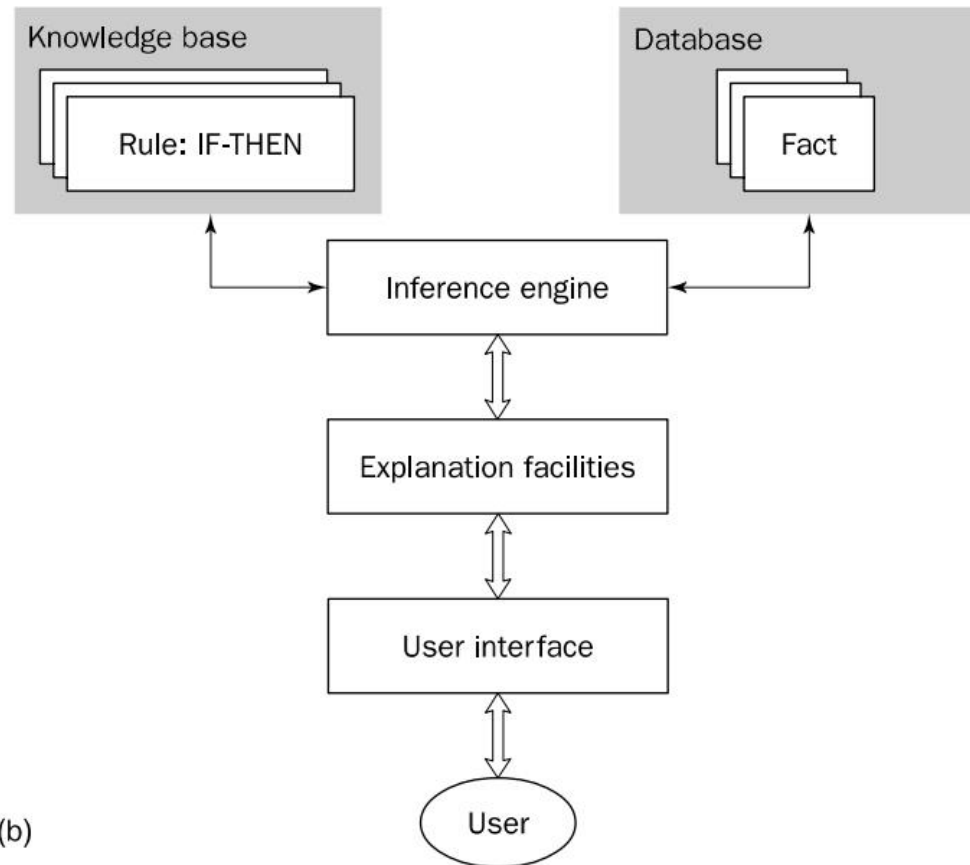 Knowledge base
Database
Rule: IF-THEN
Fact
Inference engine
Explanation facilities
User interface
User
(b)